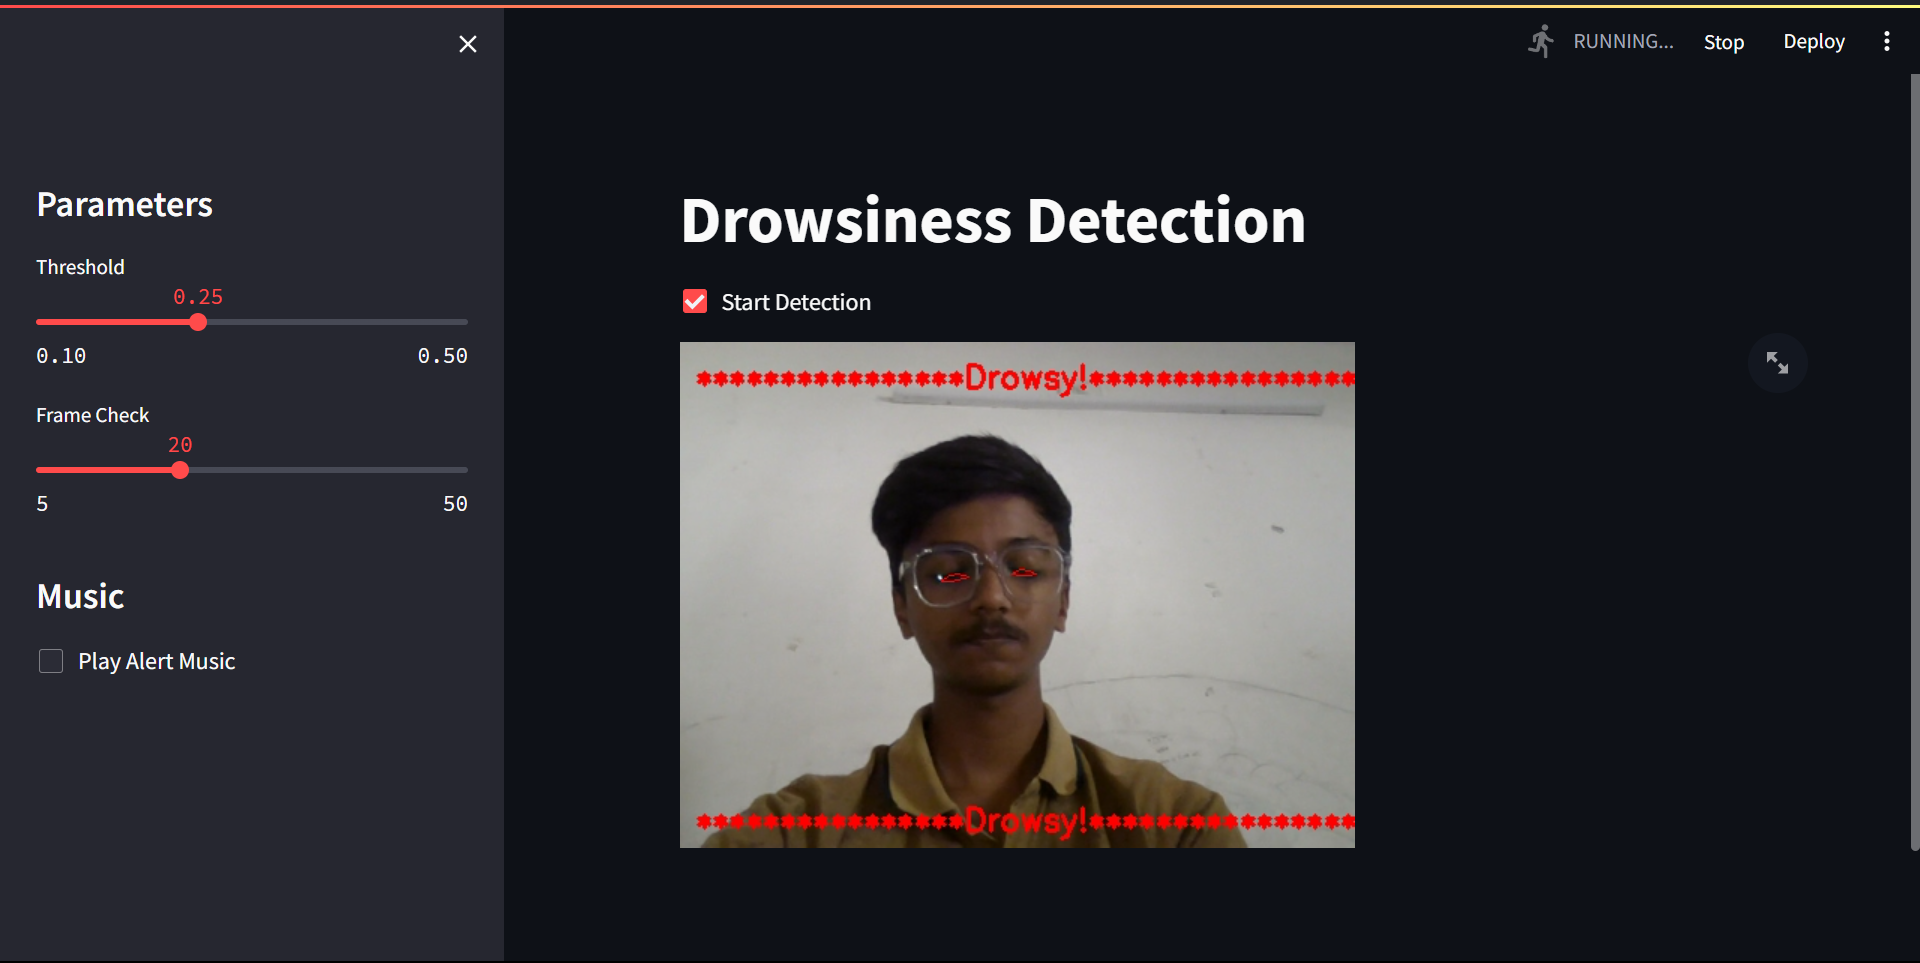 RUNNING... Stop Deploy
Parameters
Threshold
0.25
0.10 0.50
Frame Check
20
5 50
Music
Play Alert Music
Drowsiness Detection
Start Detection
****************Drowsy!****************
****************Drowsy!****************